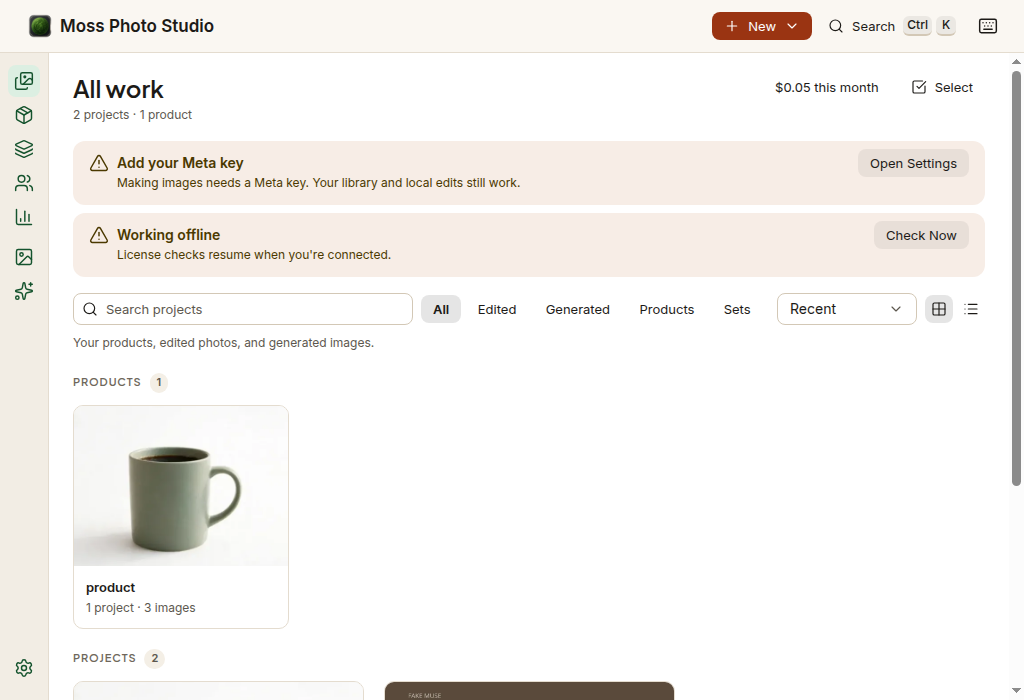 Moss Photo Studio
New
Search Ctrl K
All work
$0.05 this month
Select
2 projects · 1 product
Add your Meta key
Making images needs a Meta key. Your library and local edits still work.
Open Settings
Working offline
License checks resume when you're connected.
Check Now
Search projects
All
Edited
Generated
Products
Sets
Recent
Your products, edited photos, and generated images.
PRODUCTS 1
product
1 project · 3 images
PROJECTS 2
FAKE MUSE